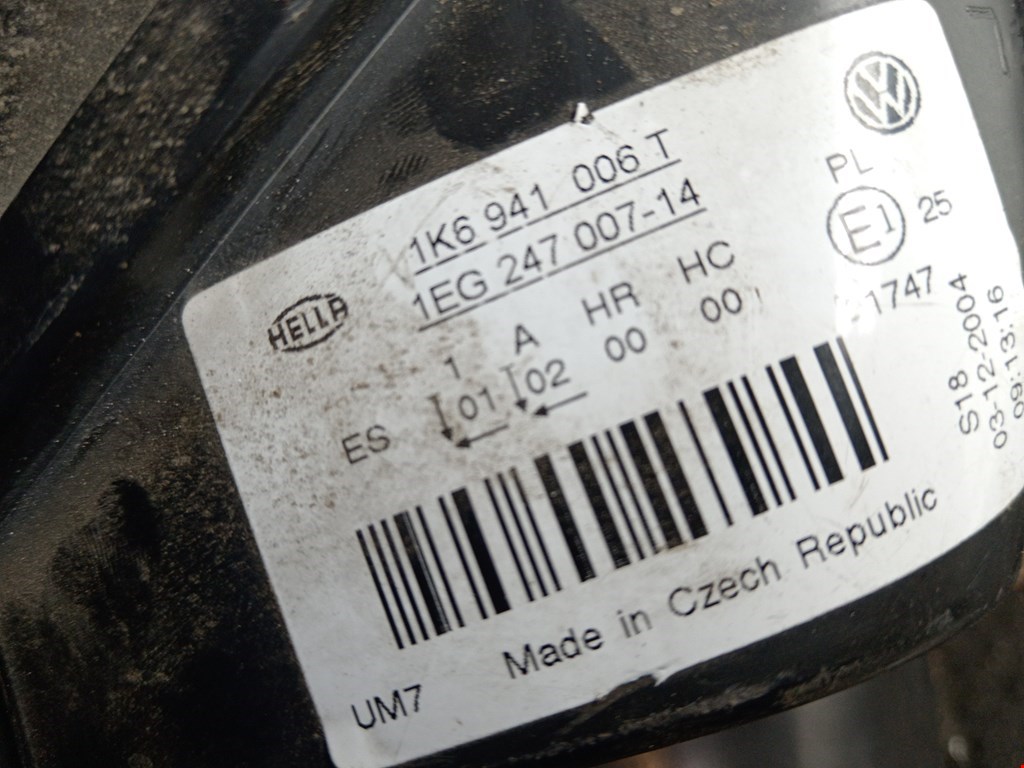 VW
1K6 941 006 T
1EG 247 007-14
HELLA
PL
E1 25
1747
1 A HR HC
ES 01 02 00 00
S18
03-12-2004
09:13:16
Made in Czech Republic
UM7